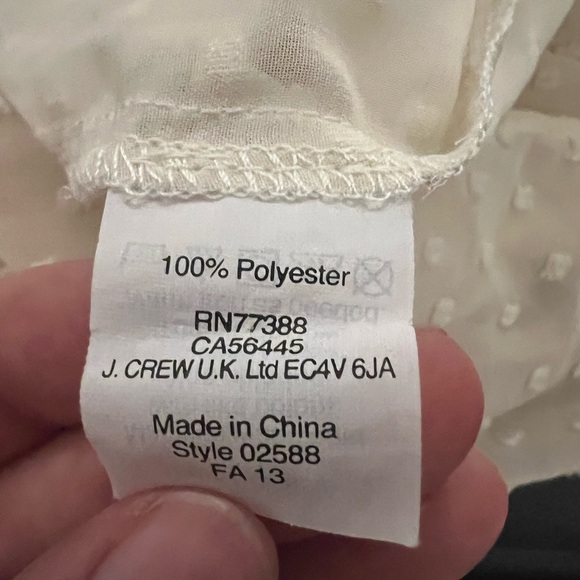 100% Polyester
RN77388
CA56445
J. CREW U.K. Ltd EC4V 6JA
Made in China
Style 02588
FA 13